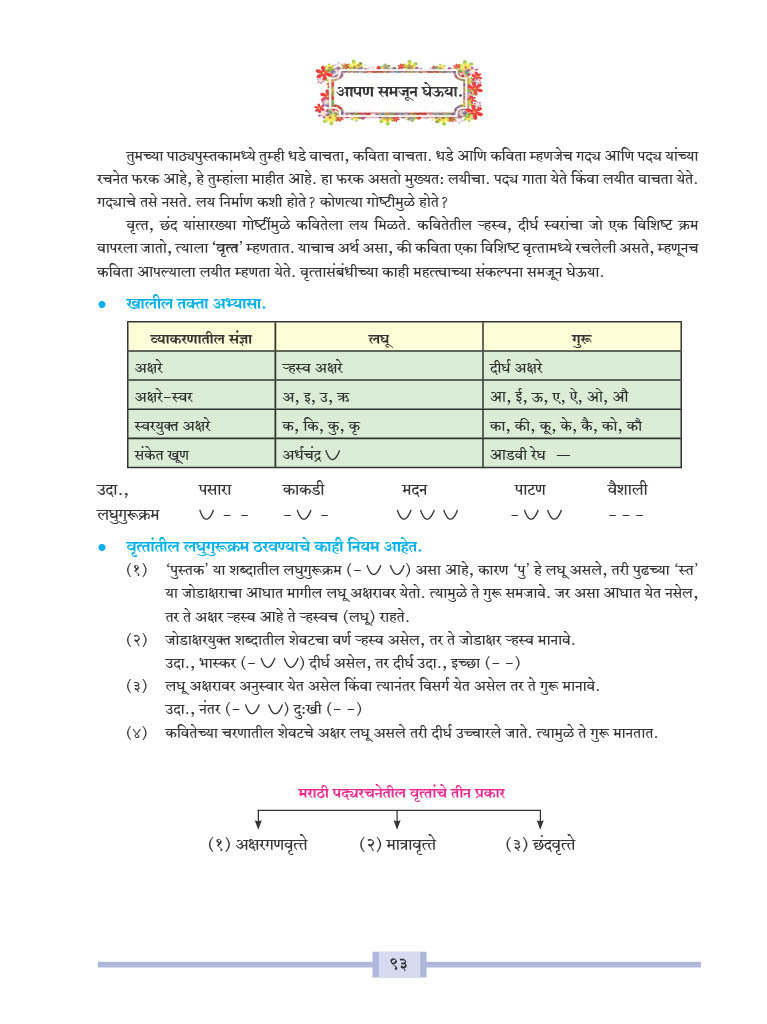 आपण समजून घेऊया.
तुमच्या पाठ्यपुस्तकामध्ये तुम्ही धडे वाचता, कविता वाचता. धडे आणि कविता म्हणजेच गद्य आणि पद्य यांच्या
रचनेत फरक आहे, हे तुम्हांला माहीत आहे. हा फरक असतो मुख्यत: लयीचा. पद्य गाता येते किंवा लयीत वाचता येते.
गद्याचे तसे नसते. लय निर्माण कशी होते? कोणत्या गोष्टीमुळे होते?
वृत्त, छंद यांसारख्या गोष्टींमुळे कवितेला लय मिळते. कवितेतील ऱ्हस्व, दीर्घ स्वरांचा जो एक विशिष्ट क्रम
वापरला जातो, त्याला ‘वृत्त’ म्हणतात. याचाच अर्थ असा, की कविता एका विशिष्ट वृत्तामध्ये रचलेली असते, म्हणूनच
कविता आपल्याला लयीत म्हणता येते. वृत्तासंबंधीच्या काही महत्त्वाच्या संकल्पना समजून घेऊया.
● खालील तक्ता अभ्यासा.
व्याकरणातील संज्ञा लघू गुरू
अक्षरे ऱ्हस्व अक्षरे दीर्घ अक्षरे
अक्षरे-स्वर अ, इ, उ, ऋ आ, ई, ऊ, ए, ऐ, ओ, औ
स्वरयुक्त अक्षरे क, कि, कु, कृ का, की, कू, के, कै, को, कौ
संकेत खूण अर्धचंद्र ◡ आडवी रेघ —
उदा., पसारा काकडी मदन पाटण वैशाली
लघुगुरूक्रम ◡ - - - ◡ - ◡ ◡ ◡ - ◡ ◡ - - -
● वृत्तांतील लघुगुरूक्रम ठरवण्याचे काही नियम आहेत.
(१) ‘पुस्तक’ या शब्दातील लघुगुरूक्रम (- ◡ ◡) असा आहे, कारण ‘पु’ हे लघू असले, तरी पुढच्या ‘स्त’
या जोडाक्षराचा आघात मागील लघू अक्षरावर येतो. त्यामुळे ते गुरू समजावे. जर असा आघात येत नसेल,
तर ते अक्षर ऱ्हस्व आहे ते ऱ्हस्वच (लघू) राहते.
(२) जोडाक्षरयुक्त शब्दातील शेवटचा वर्ण ऱ्हस्व असेल, तर ते जोडाक्षर ऱ्हस्व मानावे.
उदा., भास्कर (- ◡ ◡) दीर्घ असेल, तर दीर्घ उदा., इच्छा (- -)
(३) लघू अक्षरावर अनुस्वार येत असेल किंवा त्यानंतर विसर्ग येत असेल तर ते गुरू मानावे.
उदा., नंतर (- ◡ ◡) दु:खी (- -)
(४) कवितेच्या चरणातील शेवटचे अक्षर लघू असले तरी दीर्घ उच्चारले जाते. त्यामुळे ते गुरू मानतात.
मराठी पद्यरचनेतील वृत्तांचे तीन प्रकार
(१) अक्षरगणवृत्ते (२) मात्रावृत्ते (३) छंदवृत्ते
९३